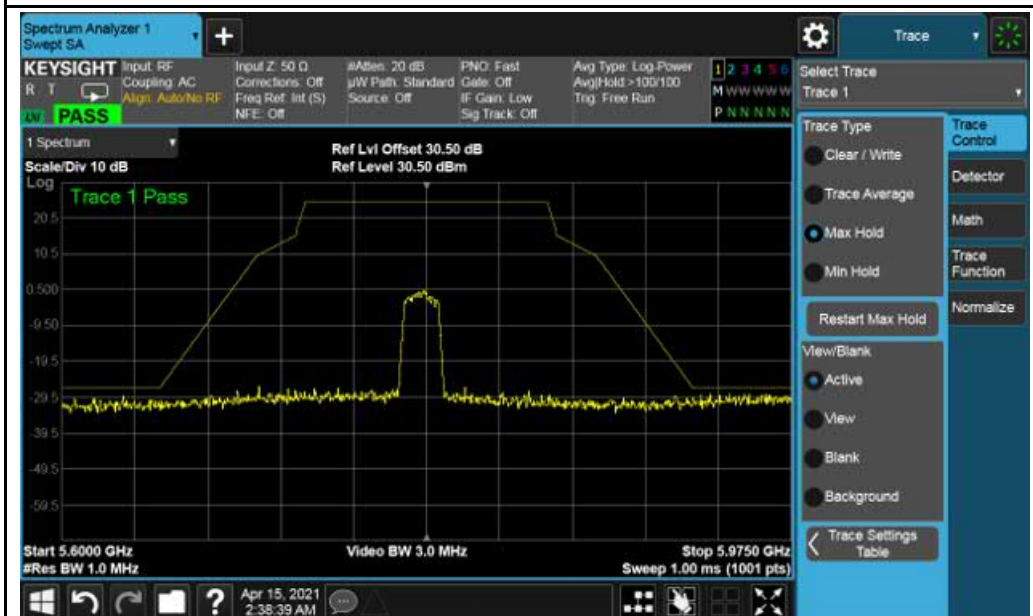 Spectrum Analyzer 1
Swept SA
+
Trace
KEYSIGHT
R T
PASS
Input: RF
Coupling: AC
Align: Auto/No RF
Input Z: 50 Ω
Corrections: Off
Freq Ref: Int (S)
NFE: Off
#Atten: 20 dB
µW Path: Standard
Source: Off
PNO: Fast
Gate: Off
IF Gain: Low
Sig Track: Off
Avg Type: Log-Power
Avg|Hold:>100/100
Trig: Free Run
1 2 3 4 5 6
M W W W W W
P N N N N N
Select Trace
Trace 1
1 Spectrum
Scale/Div 10 dB
Ref Lvl Offset 30.50 dB
Ref Level 30.50 dBm
Log
Trace 1 Pass
20.5
10.5
0.500
-9.50
-19.5
-29.5
-39.5
-49.5
-59.5
Start 5.6000 GHz
#Res BW 1.0 MHz
Video BW 3.0 MHz
Stop 5.9750 GHz
Sweep 1.00 ms (1001 pts)
Trace Type
Clear / Write
Trace Average
Max Hold
Min Hold
Restart Max Hold
View/Blank
Active
View
Blank
Background
Trace Settings
Table
Trace
Control
Detector
Math
Trace
Function
Normalize
?
Apr 15, 2021
2:38:39 AM